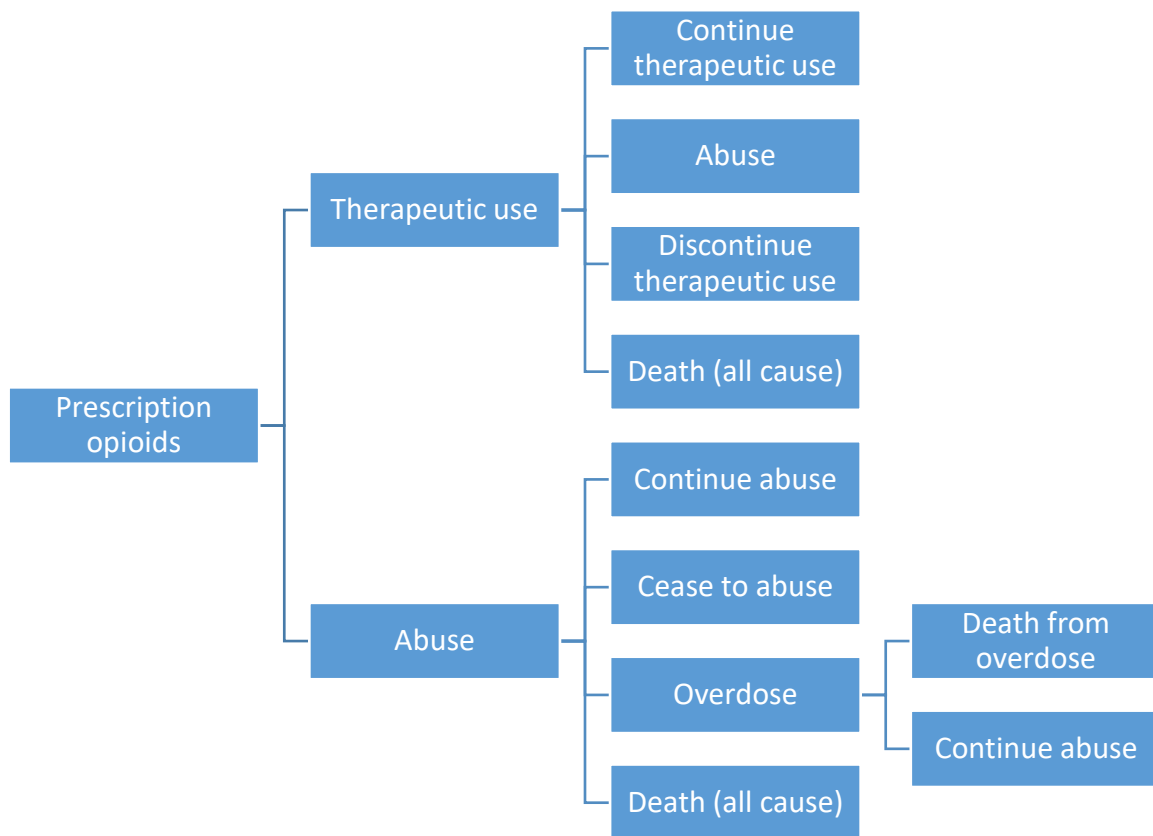 Continue
therapeutic use
Abuse
Therapeutic use
Discontinue
therapeutic use
Death (all cause)
Prescription
opioids
Continue abuse
Cease to abuse
Abuse
Death from
overdose
Overdose
Continue abuse
Death (all cause)